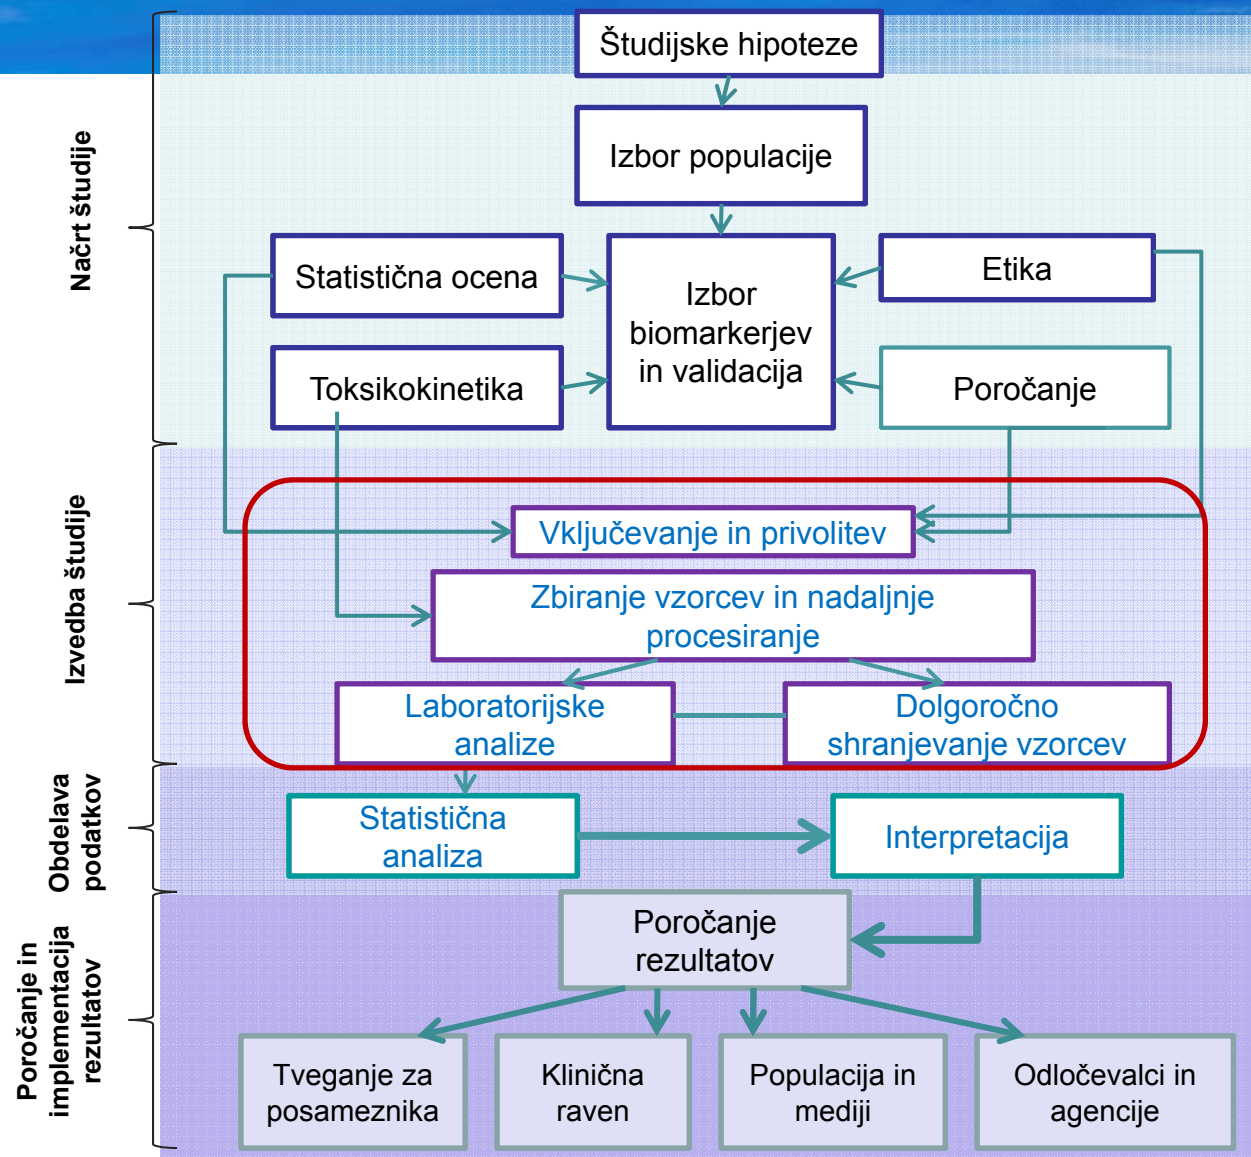 Študijske hipoteze
Načrt študije
Izbor populacije
Statistična ocena
Izbor
biomarkerjev
in validacija
Etika
Toksikokinetika
Poročanje
Izvedba študije
Vključevanje in privolitev
Zbiranje vzorcev in nadaljnje
procesiranje
Laboratorijske
analize
Dolgoročno
shranjevanje vzorcev
Obdelava
podatkov
Statistična
analiza
Interpretacija
Poročanje in
implementacija
rezultatov
Poročanje
rezultatov
Tveganje za
posameznika
Klinična
raven
Populacija in
mediji
Odločevalci in
agencije